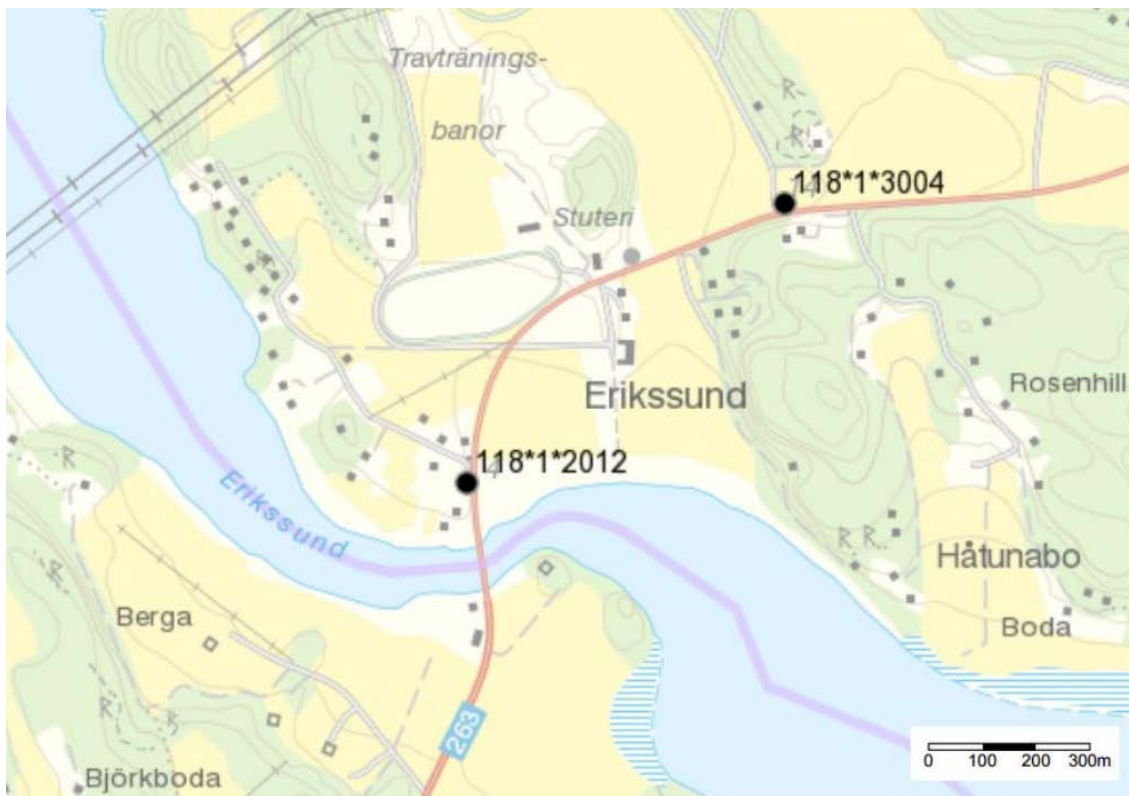 Travtränings-
banor
118*1*3004
Stuteri
Erikssund
Rosenhill
118*1*2012
Erikssund
Håtunabo
Berga
Boda
263
Björkboda
0 100 200 300m